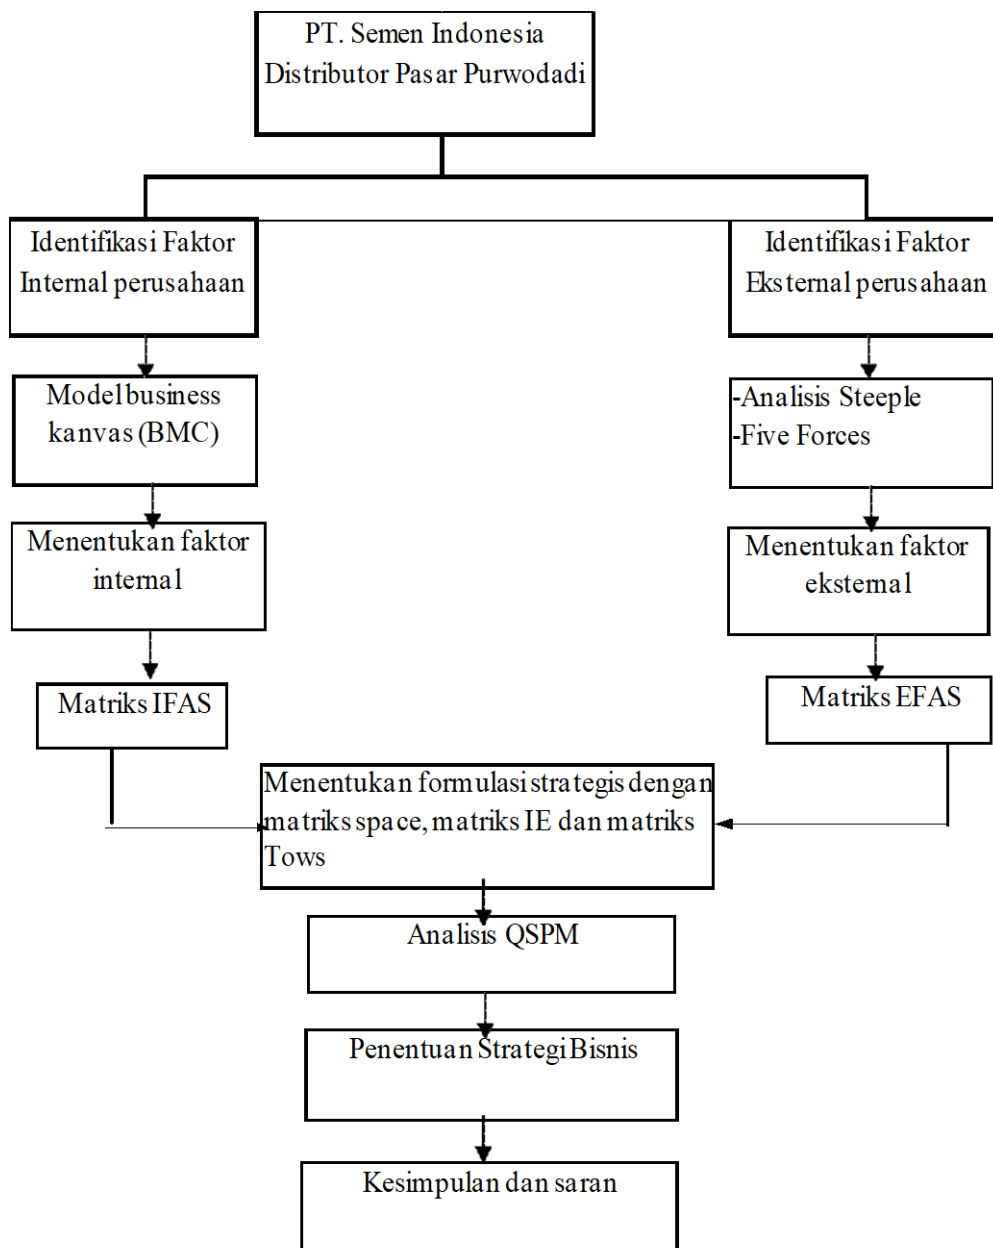 PT. Semen Indonesia
Distributor Pasar Purwodadi
Identifikasi Faktor
Internal perusahaan
Identifikasi Faktor
Eksternal perusahaan
Model business
kanvas (BMC)
-Analisis Steeple
-Five Forces
Menentukan faktor
internal
Menentukan faktor
eksternal
Matriks IFAS
Matriks EFAS
Menentukan formulasi strategis dengan
matriks space, matriks IE dan matriks
Tows
Analisis QSPM
Penentuan Strategi Bisnis
Kesimpulan dan saran